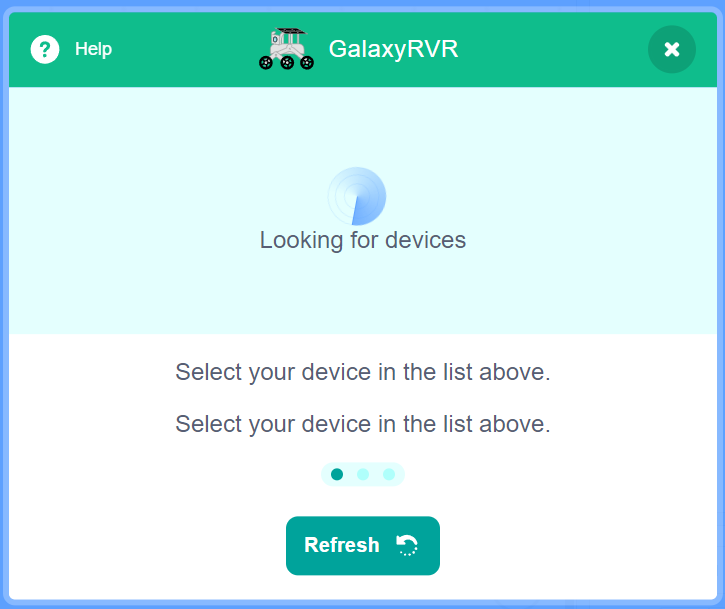 Help
GalaxyRVR
Looking for devices
Select your device in the list above.
Select your device in the list above.
Refresh